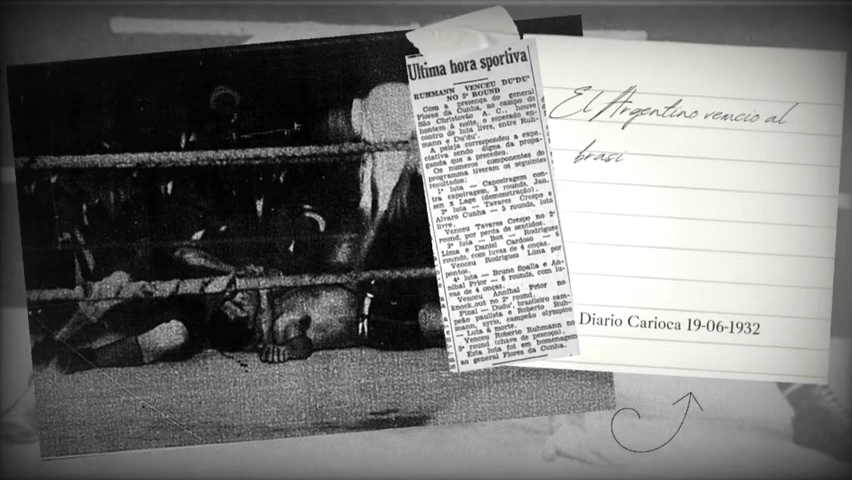 Ultima hora sportiva
RUHMANN VENCEU DU'DU'
NO 5º ROUND
Com a presença do general
Flores da Cunha, no campo do
São Christovão A. C., houve
hontem á noite, o esperado en-
contro de luta livre, entre Ruh-
mann e Du'du'.
A peleja correspondeu a expe-
ctativa sendo digna da propa-
ganda que a precedeu.
Os numeros componentes do
programma tiveram os seguintes
resultados:
1ª luta — Capoeiragem con-
tra capoeiragem, 3 rounds, Jan.
sen x Lage (demonstração).
2ª luta — Tavares Crespo e
Alvaro Cunha — 5 rounds, luta
livre.
Venceu Tavares Crespo no 2º
round, por perda de sentidos.
3ª luta — Box — Rodrigues
Lima e Daniel Cardoso — 6
rounds, com luvas de 4 onças.
Venceu Rodrigues Lima por
pontos.
4ª luta — Bruno Spalla e An-
nibal Prior — 6 rounds, com lu-
vas de 4 onças.
Venceu Annibal Prior no
knock-out no 2º round.
Final — Dudu', brasileiro cam-
peão paulista e Roberto Ruh-
mann, syrio, campeão olympico
— Luta á morte.
Venceu Roberto Ruhmann no
5º round (chave de pescoço).
Esta luta foi em homenagem
ao general Flores da Cunha.
El Argentino vencio al
brasi
Diario Carioca 19-06-1932